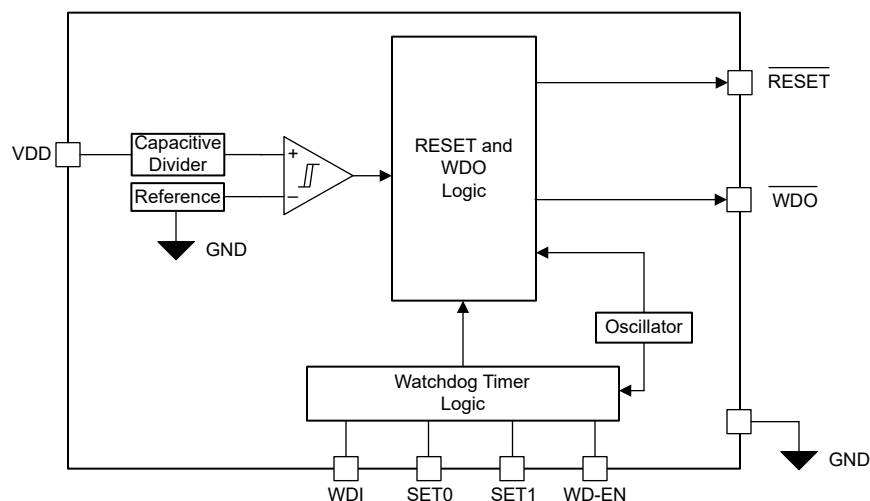 RESET
VDD
Capacitive
Divider
+
Reference
−
GND
RESET and
WDO
Logic
WDO
Oscillator
Watchdog Timer
Logic
GND
WDI
SET0
SET1
WD-EN